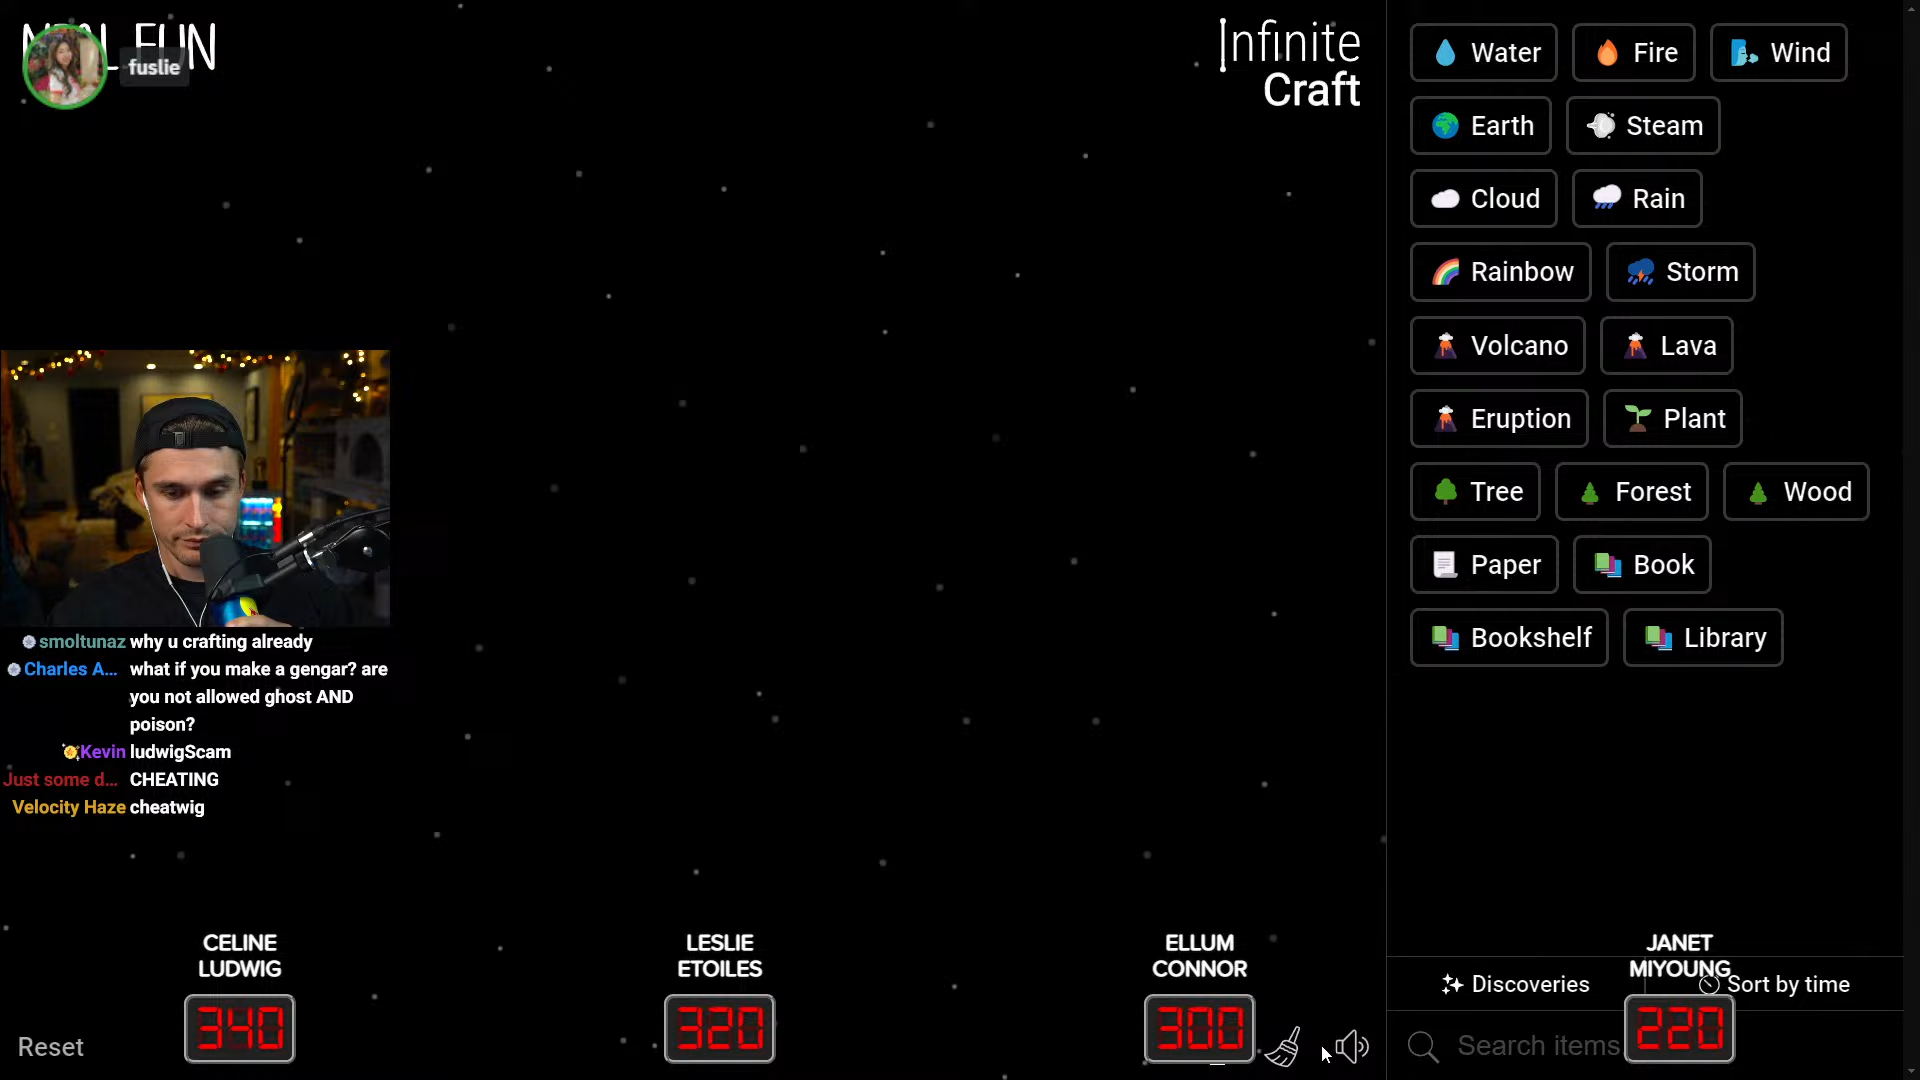 NEAL.FUN
fuslie
Infinite
Craft
Water Fire Wind
Earth Steam
Cloud Rain
Rainbow Storm
Volcano Lava
Eruption Plant
Tree Forest Wood
Paper Book
Bookshelf Library
smoltunaz why u crafting already
Charles A... what if you make a gengar? are
you not allowed ghost AND
poison?
Kevin ludwigScam
Just some d... CHEATING
Velocity Haze cheatwig
CELINE
LUDWIG
340
LESLIE
ETOILES
320
ELLUM
CONNOR
300
JANET
MIYOUNG
220
Discoveries Sort by time
Reset
Search items